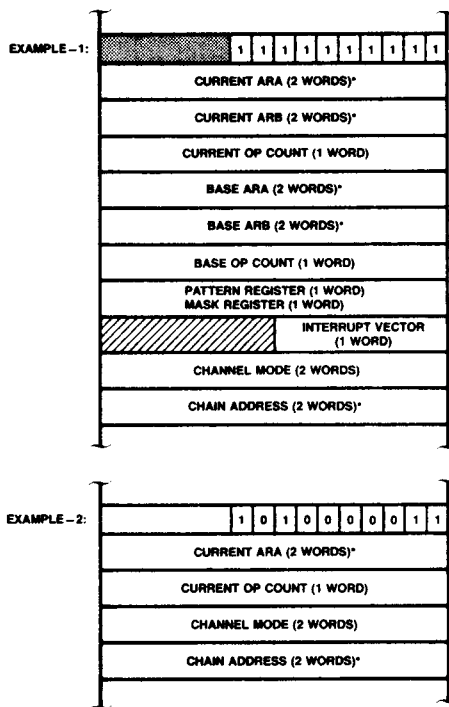 EXAMPLE–1: 1 1 1 1 1 1 1 1 1 1
CURRENT ARA (2 WORDS)*
CURRENT ARB (2 WORDS)*
CURRENT OP COUNT (1 WORD)
BASE ARA (2 WORDS)*
BASE ARB (2 WORDS)*
BASE OP COUNT (1 WORD)
PATTERN REGISTER (1 WORD)
MASK REGISTER (1 WORD)
INTERRUPT VECTOR
(1 WORD)
CHANNEL MODE (2 WORDS)
CHAIN ADDRESS (2 WORDS)*
EXAMPLE–2: 1 0 1 0 0 0 0 0 1 1
CURRENT ARA (2 WORDS)*
CURRENT OP COUNT (1 WORD)
CHANNEL MODE (2 WORDS)
CHAIN ADDRESS (2 WORDS)*